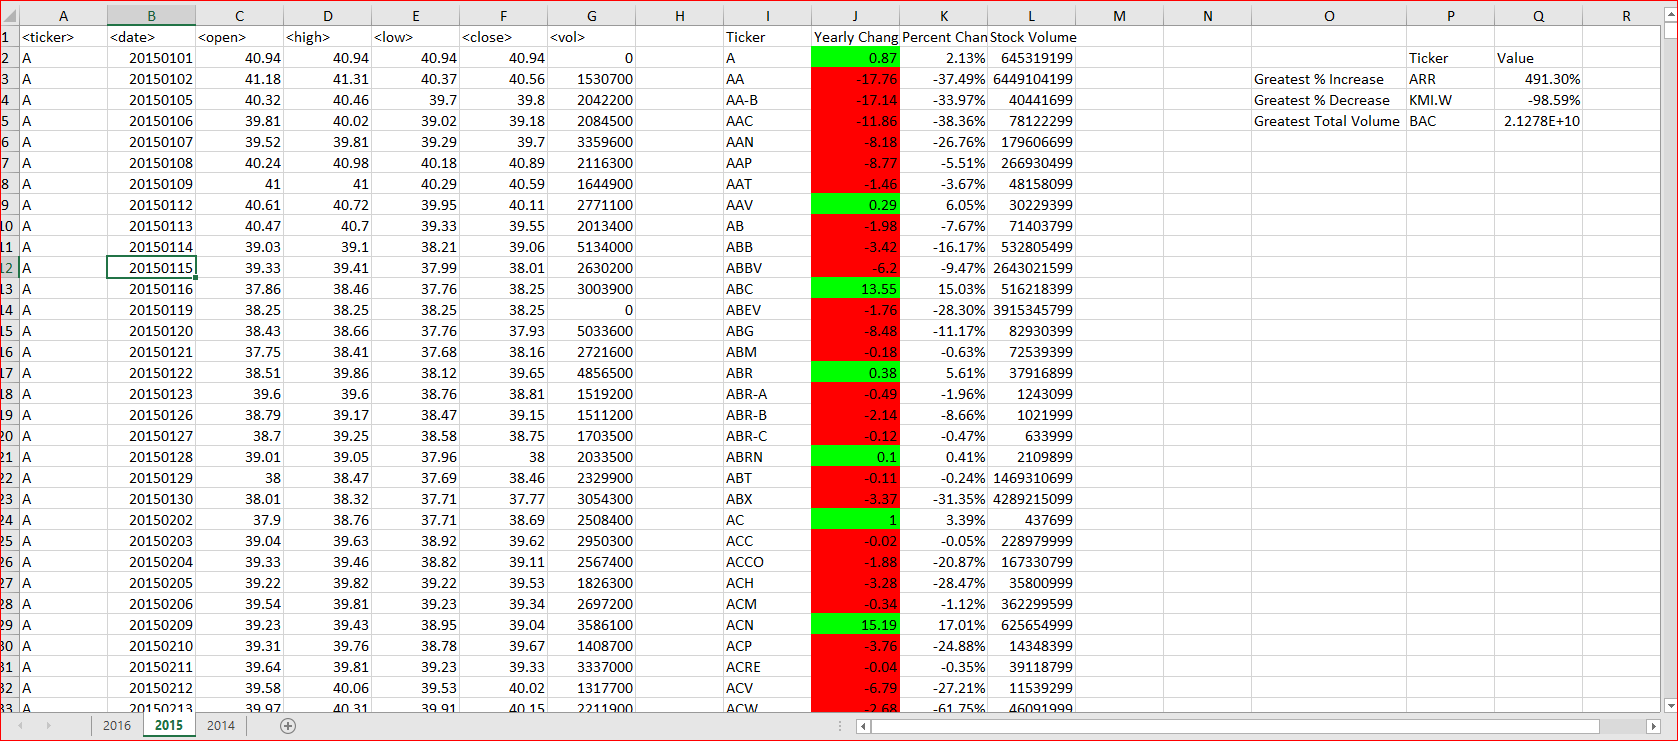 A B C D E F G H I J K L M N O P Q R
1 <ticker> <date> <open> <high> <low> <close> <vol> Ticker Yearly Chang Percent Chan Stock Volume
2 A 20150101 40.94 40.94 40.94 40.94 0 A 0.87 2.13% 645319199 Ticker Value
3 A 20150102 41.18 41.31 40.37 40.56 1530700 AA -17.76 -37.49% 6449104199 Greatest % Increase ARR 491.30%
4 A 20150105 40.32 40.46 39.7 39.8 2042200 AA-B -17.14 -33.97% 40441699 Greatest % Decrease KMI.W -98.59%
5 A 20150106 39.81 40.02 39.02 39.18 2084500 AAC -11.86 -38.36% 78122299 Greatest Total Volume BAC 2.1278E+10
6 A 20150107 39.52 39.81 39.29 39.7 3359600 AAN -8.18 -26.76% 179606699
7 A 20150108 40.24 40.98 40.18 40.89 2116300 AAP -8.77 -5.51% 266930499
8 A 20150109 41 41 40.29 40.59 1644900 AAT -1.46 -3.67% 48158099
9 A 20150112 40.61 40.72 39.95 40.11 2771100 AAV 0.29 6.05% 30229399
10 A 20150113 40.47 40.7 39.33 39.55 2013400 AB -1.98 -7.67% 71403799
11 A 20150114 39.03 39.1 38.21 39.06 5134000 ABB -3.42 -16.17% 532805499
12 A 20150115 39.33 39.41 37.99 38.01 2630200 ABBV -6.2 -9.47% 2643021599
13 A 20150116 37.86 38.46 37.76 38.25 3003900 ABC 13.55 15.03% 516218399
14 A 20150119 38.25 38.25 38.25 38.25 0 ABEV -1.76 -28.30% 3915345799
15 A 20150120 38.43 38.66 37.76 37.93 5033600 ABG -8.48 -11.17% 82930399
16 A 20150121 37.75 38.41 37.68 38.16 2721600 ABM -0.18 -0.63% 72539399
17 A 20150122 38.51 39.86 38.12 39.65 4856500 ABR 0.38 5.61% 37916899
18 A 20150123 39.6 39.6 38.76 38.81 1519200 ABR-A -0.49 -1.96% 1243099
19 A 20150126 38.79 39.17 38.47 39.15 1511200 ABR-B -2.14 -8.66% 1021999
20 A 20150127 38.7 39.25 38.58 38.75 1703500 ABR-C -0.12 -0.47% 633999
21 A 20150128 39.01 39.05 37.96 38 2033500 ABRN 0.1 0.41% 2109899
22 A 20150129 38 38.47 37.69 38.46 2329900 ABT -0.11 -0.24% 1469310699
23 A 20150130 38.01 38.32 37.71 37.77 3054300 ABX -3.37 -31.35% 4289215099
24 A 20150202 37.9 38.76 37.71 38.69 2508400 AC 1 3.39% 437699
25 A 20150203 39.04 39.63 38.92 39.62 2950300 ACC -0.02 -0.05% 228979999
26 A 20150204 39.33 39.46 38.82 39.11 2567400 ACCO -1.88 -20.87% 167330799
27 A 20150205 39.22 39.82 39.22 39.53 1826300 ACH -3.28 -28.47% 35800999
28 A 20150206 39.54 39.81 39.23 39.34 2697200 ACM -0.34 -1.12% 362299599
29 A 20150209 39.23 39.43 38.95 39.04 3586100 ACN 15.19 17.01% 625654999
30 A 20150210 39.31 39.76 38.78 39.67 1408700 ACP -3.76 -24.88% 14348399
31 A 20150211 39.64 39.81 39.23 39.33 3337000 ACRE -0.04 -0.35% 39118799
32 A 20150212 39.58 40.06 39.53 40.02 1317700 ACV -6.79 -27.21% 11539299
33 A 20150213 39.97 40.31 39.91 40.15 2211900 ACW -2.68 -61.75% 46091999
2016 2015 2014